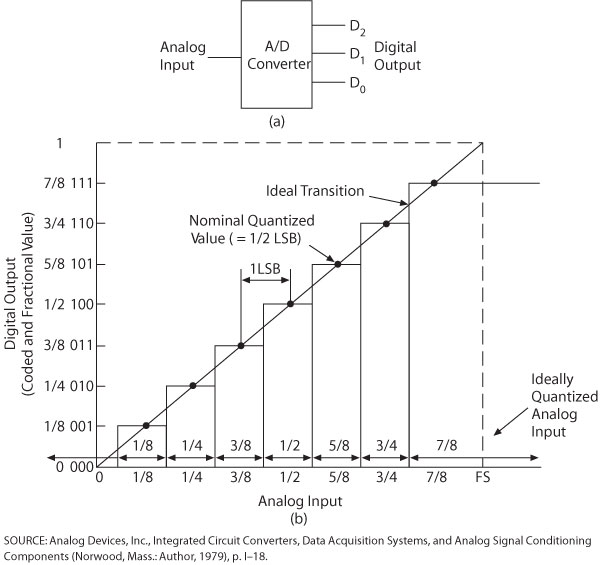 Analog
Input
A/D
Converter
D2
D1
D0
Digital
Output
(a)
Digital Output
(Coded and Fractional Value)
1
7/8 111
3/4 110
5/8 101
1/2 100
3/8 011
1/4 010
1/8 001
0 000
Ideal Transition
Nominal Quantized
Value ( = 1/2 LSB)
1LSB
Ideally
Quantized
Analog
Input
1/8 1/4 3/8 1/2 5/8 3/4 7/8
0 1/8 1/4 3/8 1/2 5/8 3/4 7/8 FS
Analog Input
(b)
SOURCE: Analog Devices, Inc., Integrated Circuit Converters, Data Acquisition Systems, and Analog Signal Conditioning
Components (Norwood, Mass.: Author, 1979), p. I–18.